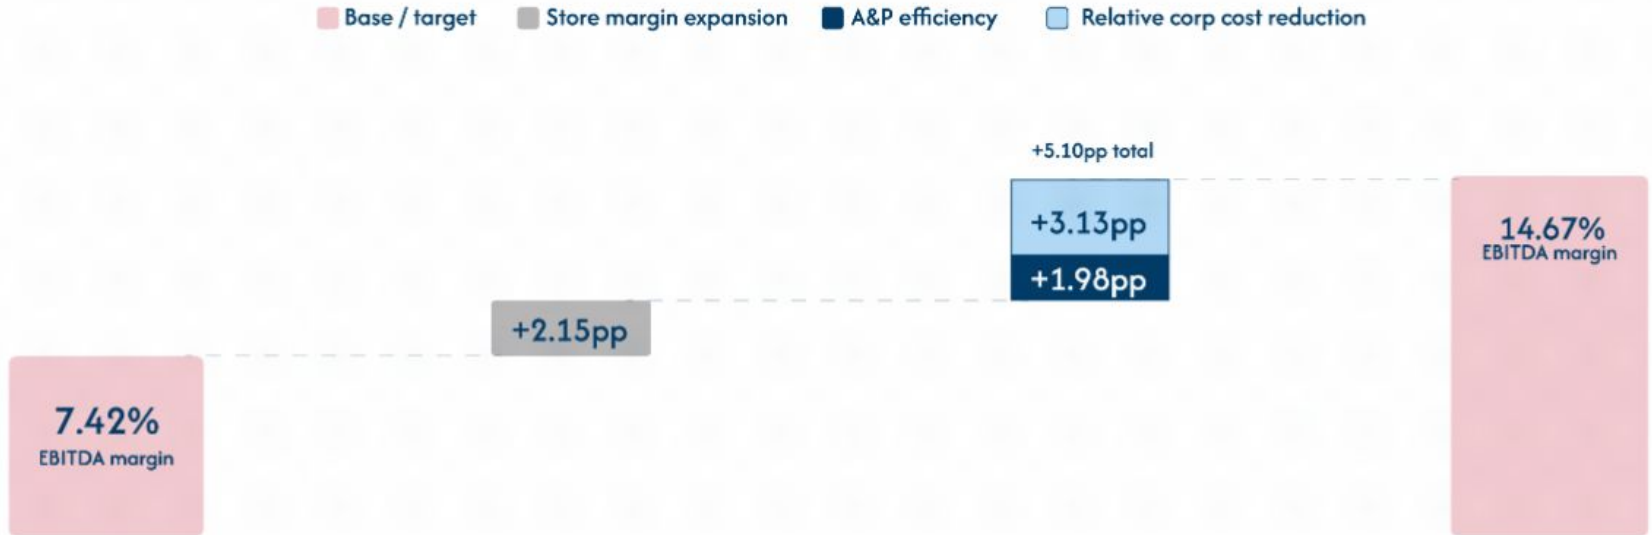 Base / target Store margin expansion A&P efficiency Relative corp cost reduction
+5.10pp total
+3.13pp
14.67%
EBITDA margin
+1.98pp
+2.15pp
7.42%
EBITDA margin